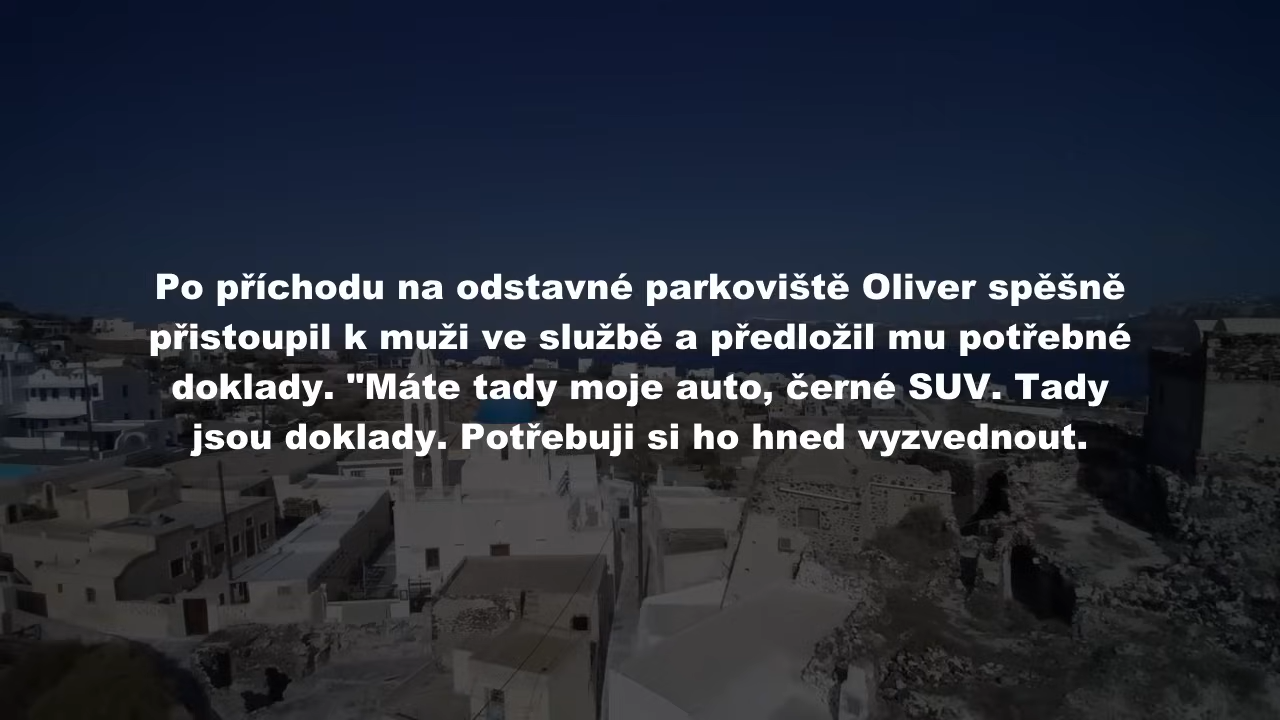 Po příchodu na odstavné parkoviště Oliver spěšně
přistoupil k muži ve službě a předložil mu potřebné
doklady. "Máte tady moje auto, černé SUV. Tady
jsou doklady. Potřebuji si ho hned vyzvednout.